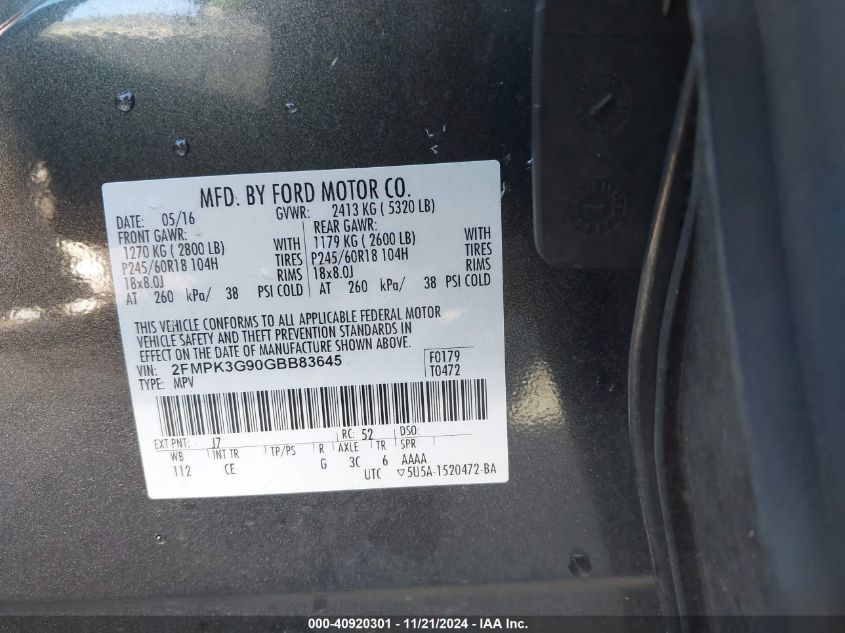 MFD. BY FORD MOTOR CO.
DATE: 05/16 GVWR: 2413 KG ( 5320 LB)
FRONT GAWR: REAR GAWR:
1270 KG ( 2800 LB) WITH 1179 KG ( 2600 LB) WITH
P245/60R18 104H TIRES P245/60R18 104H TIRES
18x8.0J RIMS 18x8.0J RIMS
AT 260 kPa/ 38 PSI COLD AT 260 kPa/ 38 PSI COLD
THIS VEHICLE CONFORMS TO ALL APPLICABLE FEDERAL MOTOR
VEHICLE SAFETY AND THEFT PREVENTION STANDARDS IN
EFFECT ON THE DATE OF MANUFACTURE SHOWN ABOVE.
VIN: 2FMPK3G90GBB83645 F0179
TYPE: MPV T0472
EXT PNT: J7 RC: 52 DSO:
WB INT TR TP/PS R AXLE TR SPR
112 CE G 3C 6 AAAA
UTC ▽5U5A-1520472-BA
000-40920301 - 11/21/2024 - IAA Inc.